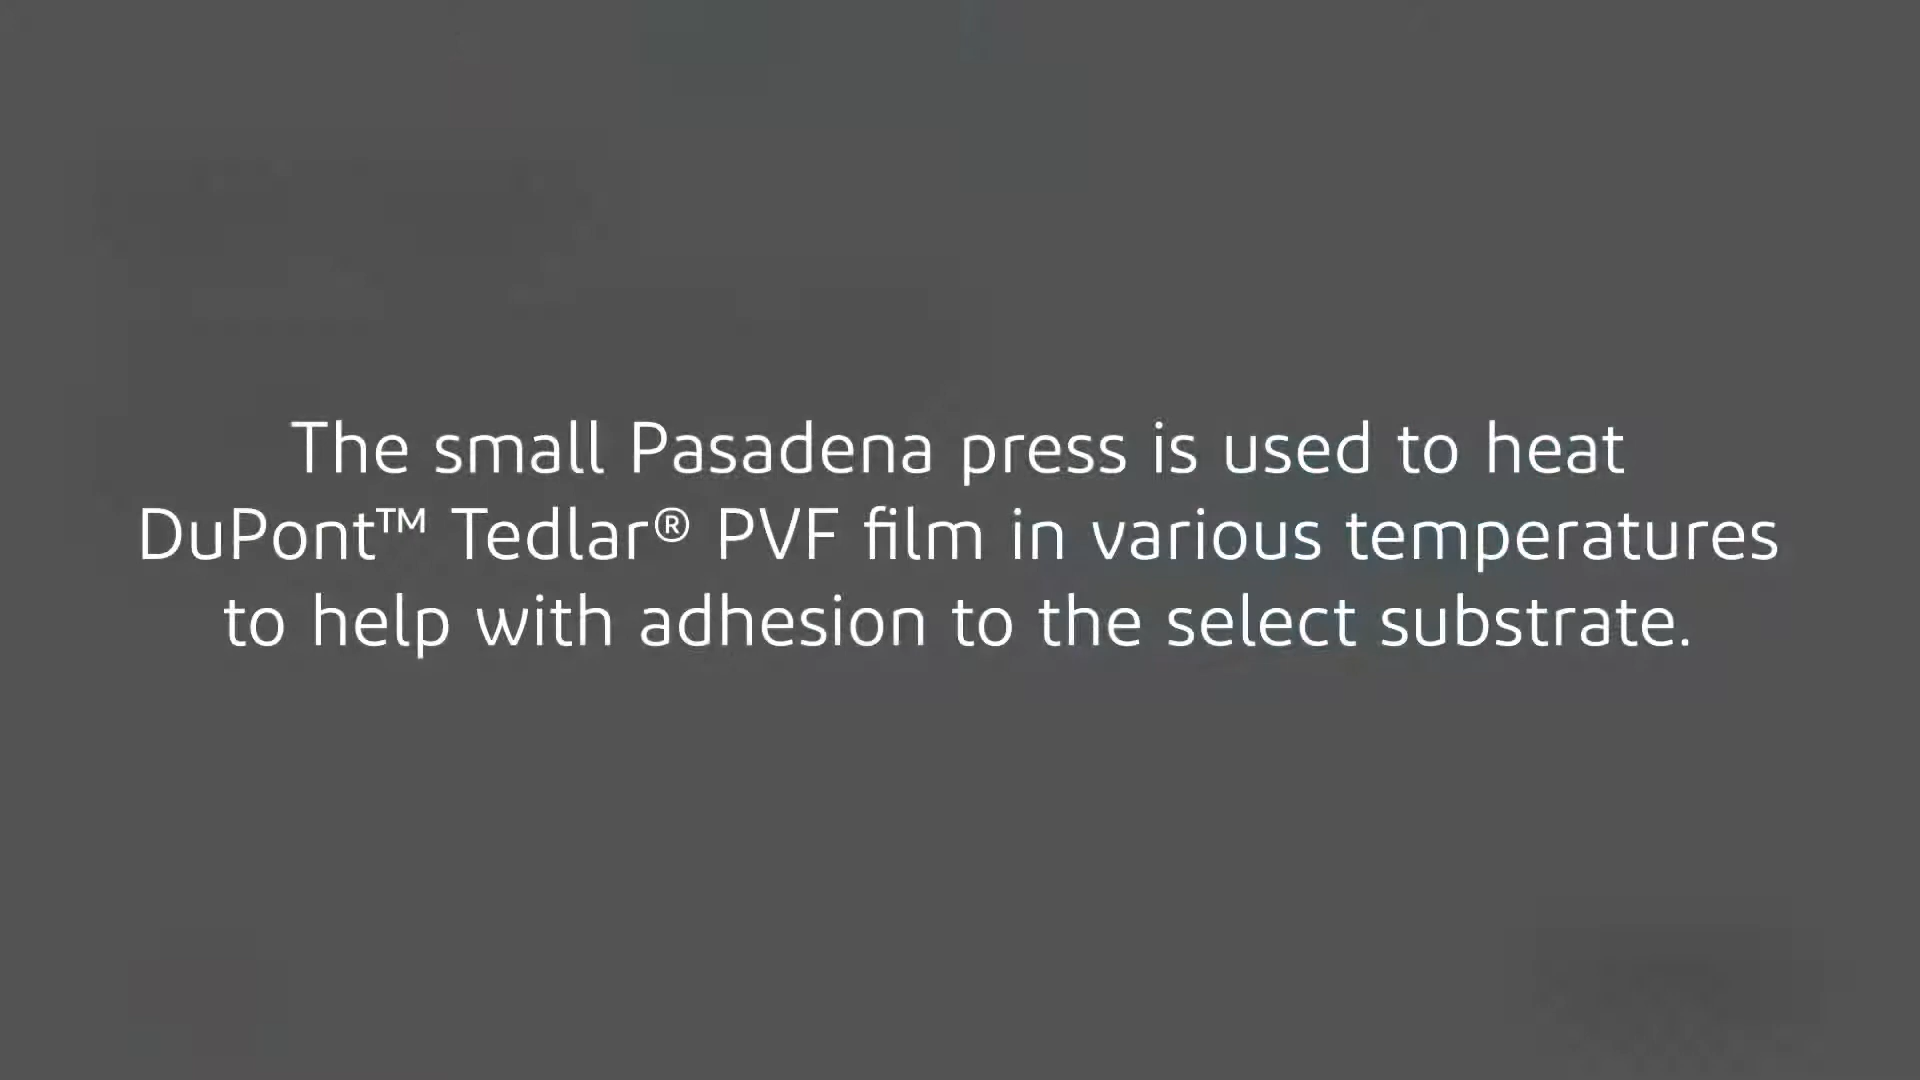 The small Pasadena press is used to heat
DuPont™ Tedlar® PVF film in various temperatures
to help with adhesion to the select substrate.